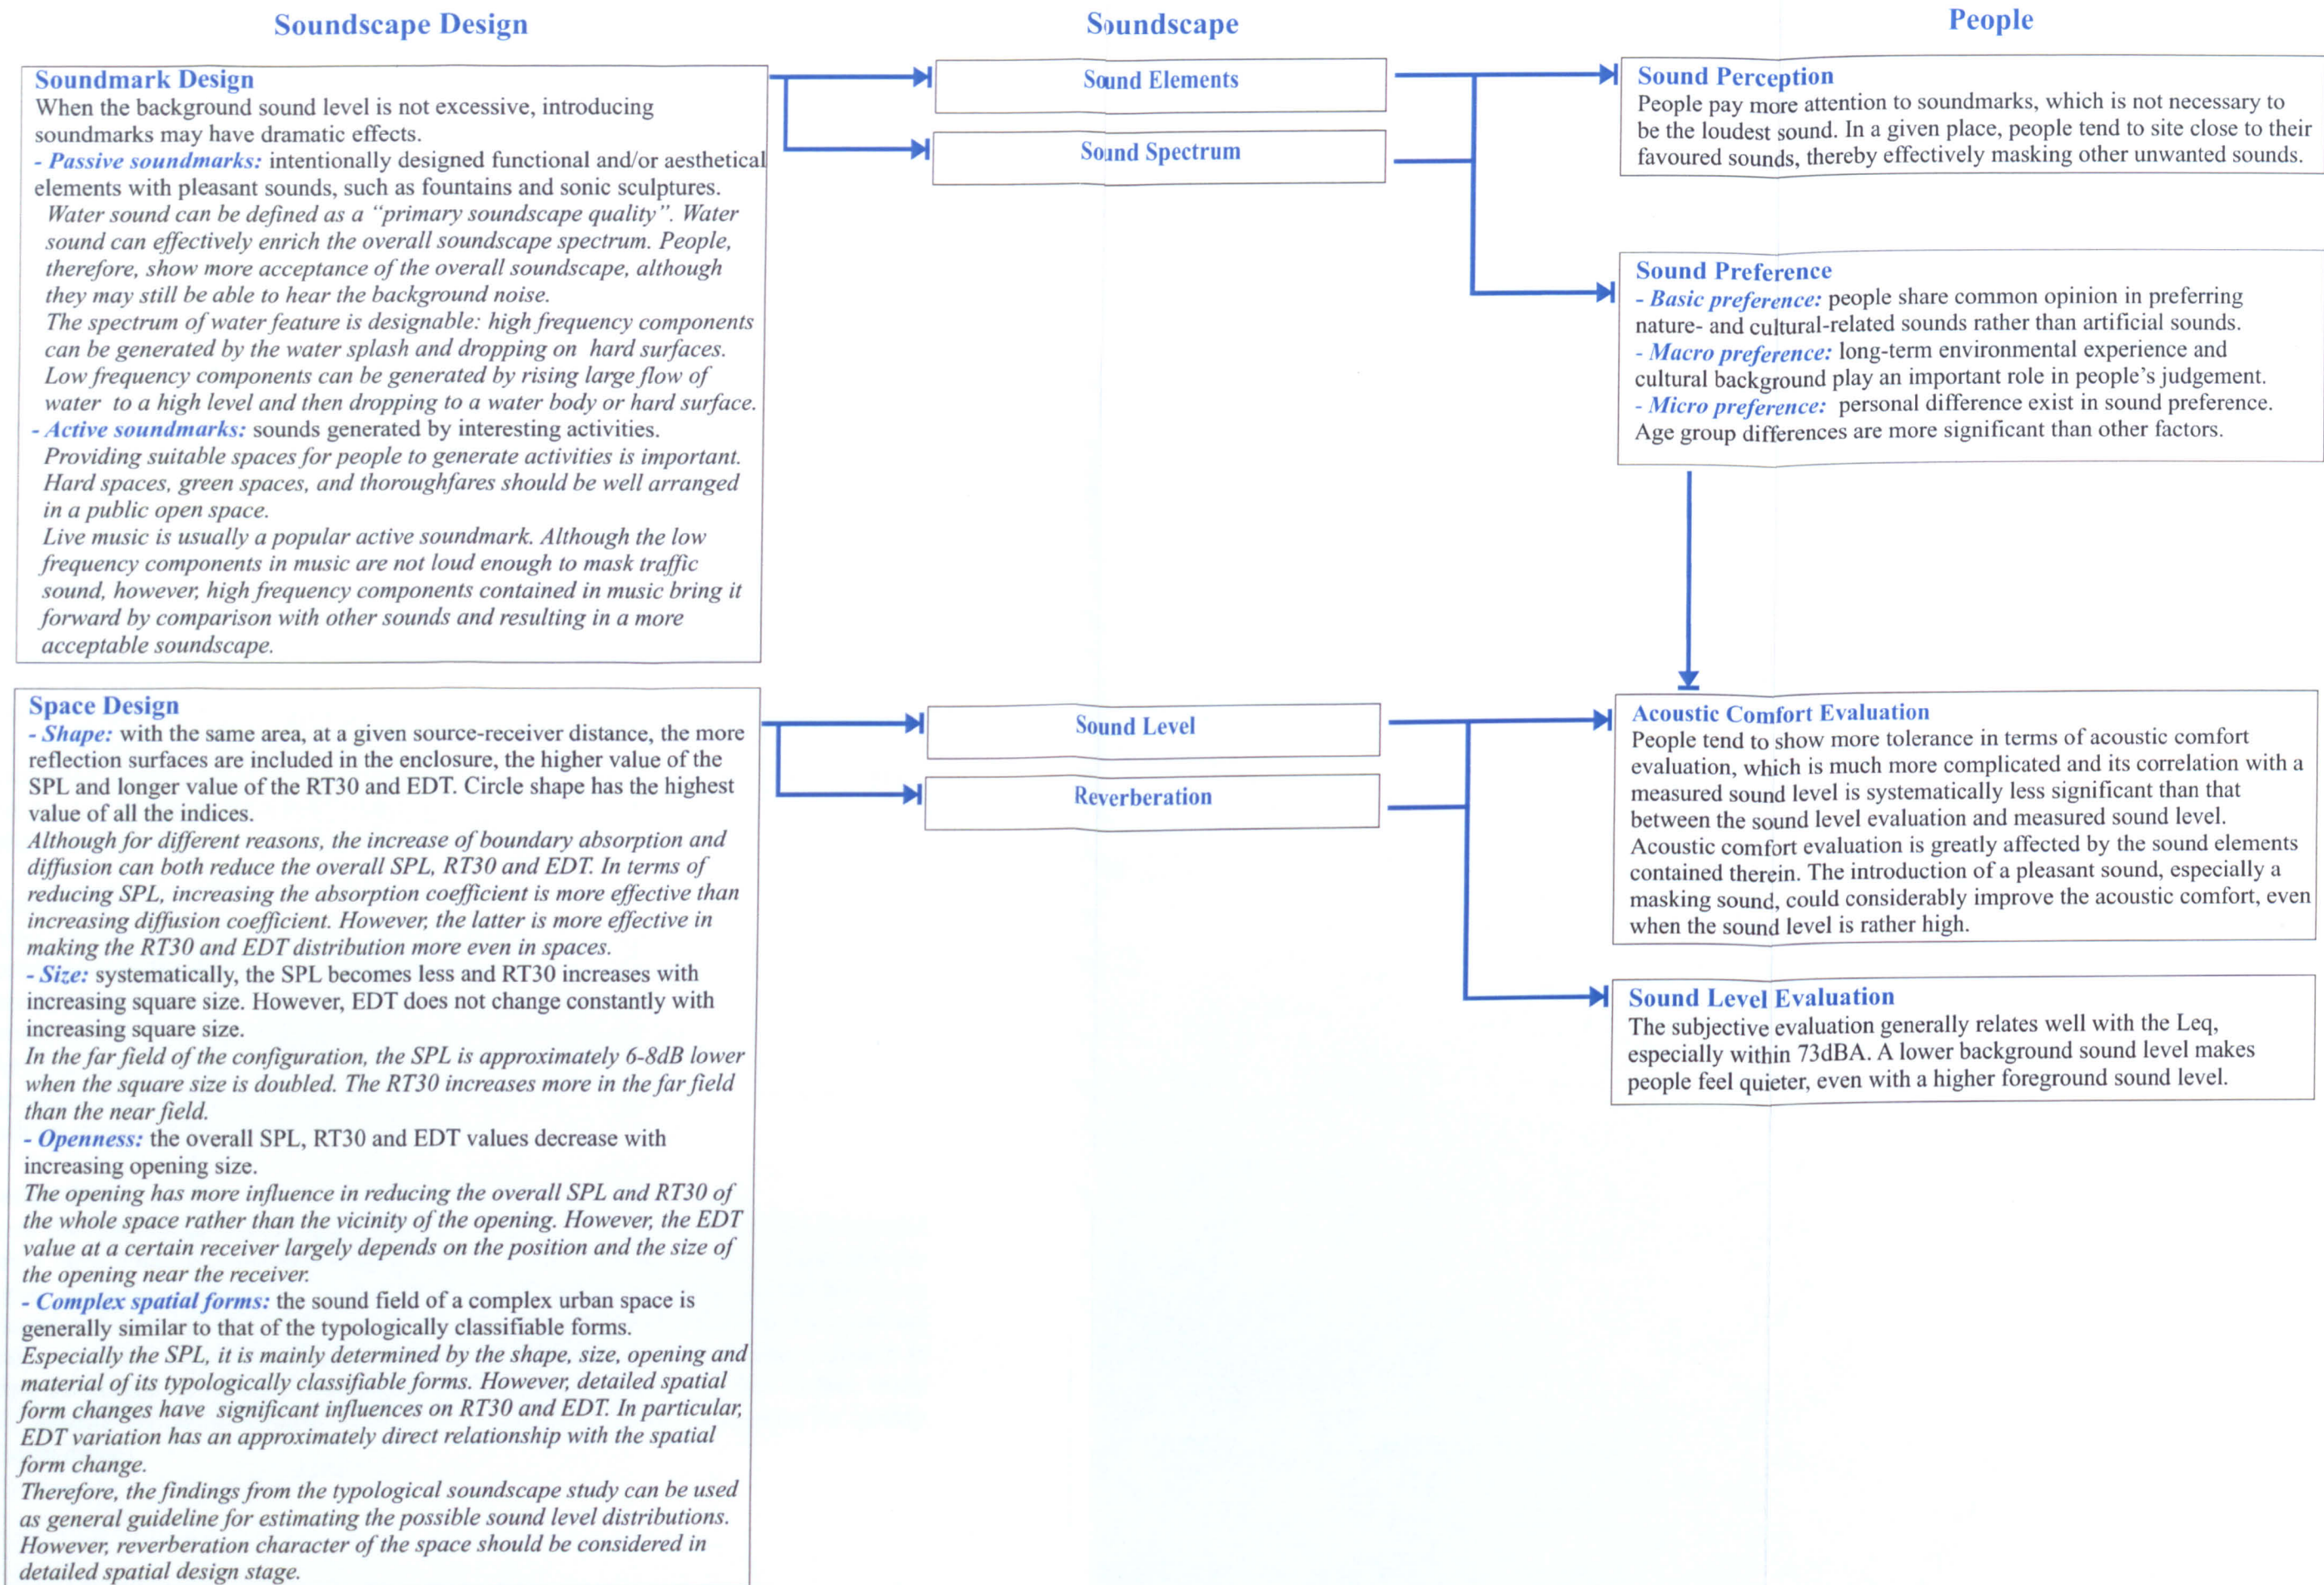 Soundscape Design
Soundscape
People
Soundmark Design
When the background sound level is not excessive, introducing
soundmarks may have dramatic effects.
- Passive soundmarks: intentionally designed functional and/or aesthetical
elements with pleasant sounds, such as fountains and sonic sculptures.
Water sound can be defined as a “primary soundscape quality”. Water
sound can effectively enrich the overall soundscape spectrum. People,
therefore, show more acceptance of the overall soundscape, although
they may still be able to hear the background noise.
The spectrum of water feature is designable: high frequency components
can be generated by the water splash and dropping on hard surfaces.
Low frequency components can be generated by rising large flow of
water to a high level and then dropping to a water body or hard surface.
- Active soundmarks: sounds generated by interesting activities.
Providing suitable spaces for people to generate activities is important.
Hard spaces, green spaces, and thoroughfares should be well arranged
in a public open space.
Live music is usually a popular active soundmark. Although the low
frequency components in music are not loud enough to mask traffic
sound, however, high frequency components contained in music bring it
forward by comparison with other sounds and resulting in a more
acceptable soundscape.
Space Design
- Shape: with the same area, at a given source-receiver distance, the more
reflection surfaces are included in the enclosure, the higher value of the
SPL and longer value of the RT30 and EDT. Circle shape has the highest
value of all the indices.
Although for different reasons, the increase of boundary absorption and
diffusion can both reduce the overall SPL, RT30 and EDT. In terms of
reducing SPL, increasing the absorption coefficient is more effective than
increasing diffusion coefficient. However, the latter is more effective in
making the RT30 and EDT distribution more even in spaces.
- Size: systematically, the SPL becomes less and RT30 increases with
increasing square size. However, EDT does not change constantly with
increasing square size.
In the far field of the configuration, the SPL is approximately 6-8dB lower
when the square size is doubled. The RT30 increases more in the far field
than the near field.
- Openness: the overall SPL, RT30 and EDT values decrease with
increasing opening size.
The opening has more influence in reducing the overall SPL and RT30 of
the whole space rather than the vicinity of the opening. However, the EDT
value at a certain receiver largely depends on the position and the size of
the opening near the receiver.
- Complex spatial forms: the sound field of a complex urban space is
generally similar to that of the typologically classifiable forms.
Especially the SPL, it is mainly determined by the shape, size, opening and
material of its typologically classifiable forms. However, detailed spatial
form changes have significant influences on RT30 and EDT. In particular,
EDT variation has an approximately direct relationship with the spatial
form change.
Therefore, the findings from the typological soundscape study can be used
as general guideline for estimating the possible sound level distributions.
However, reverberation character of the space should be considered in
detailed spatial design stage.
Sound Elements
Sound Spectrum
Sound Level
Reverberation
Sound Perception
People pay more attention to soundmarks, which is not necessary to
be the loudest sound. In a given place, people tend to site close to their
favoured sounds, thereby effectively masking other unwanted sounds.
Sound Preference
- Basic preference: people share common opinion in preferring
nature- and cultural-related sounds rather than artificial sounds.
- Macro preference: long-term environmental experience and
cultural background play an important role in people’s judgement.
- Micro preference: personal difference exist in sound preference.
Age group differences are more significant than other factors.
Acoustic Comfort Evaluation
People tend to show more tolerance in terms of acoustic comfort
evaluation, which is much more complicated and its correlation with a
measured sound level is systematically less significant than that
between the sound level evaluation and measured sound level.
Acoustic comfort evaluation is greatly affected by the sound elements
contained therein. The introduction of a pleasant sound, especially a
masking sound, could considerably improve the acoustic comfort, even
when the sound level is rather high.
Sound Level Evaluation
The subjective evaluation generally relates well with the Leq,
especially within 73dBA. A lower background sound level makes
people feel quieter, even with a higher foreground sound level.